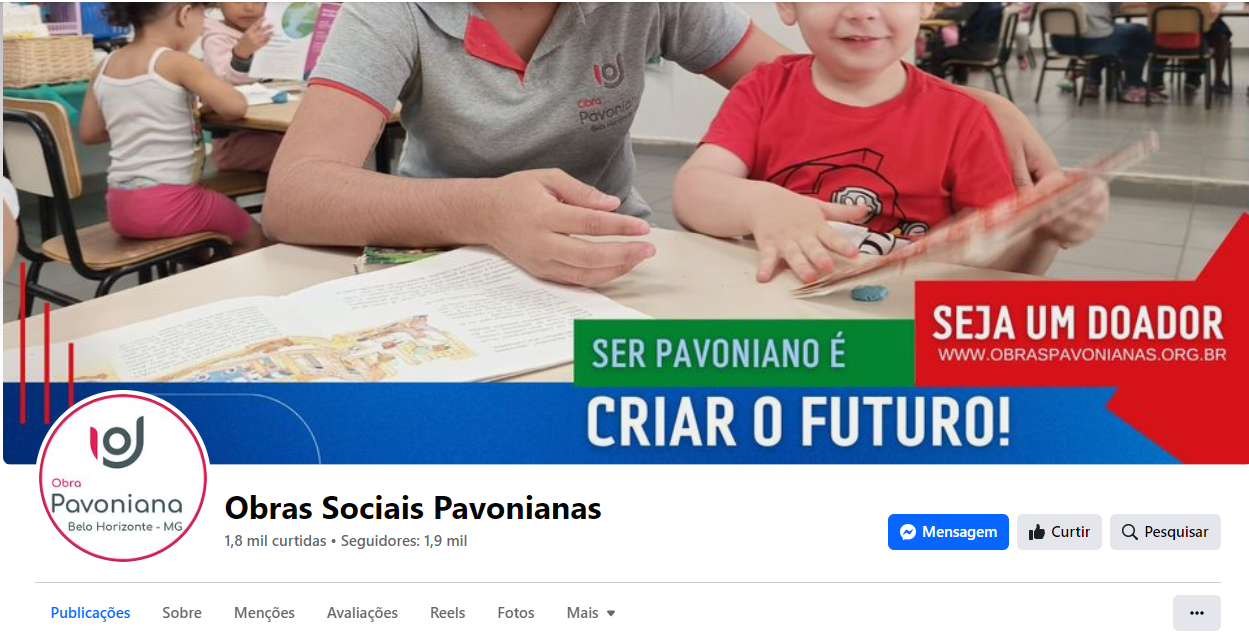 Obra
Pavoniana
Belo Horizonte
SEJA UM DOADOR
WWW.OBRASPAVONIANAS.ORG.BR
SER PAVONIANO É
CRIAR O FUTURO!
Obra
Pavoniana
Belo Horizonte - MG
Obras Sociais Pavonianas
1,8 mil curtidas • Seguidores: 1,9 mil
Mensagem
Curtir
Pesquisar
Publicações Sobre Menções Avaliações Reels Fotos Mais